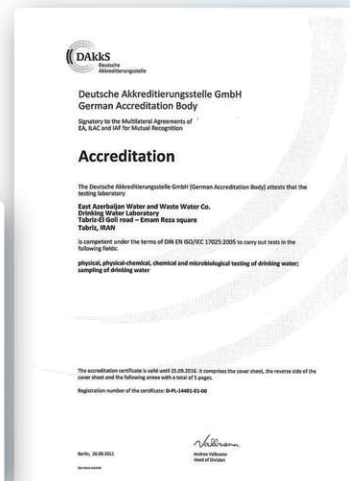 DAkkS
Deutsche
Akkreditierungsstelle
Deutsche Akkreditierungsstelle GmbH
German Accreditation Body
Signatory to the Multilateral Agreements of
EA, ILAC and IAF for Mutual Recognition
Accreditation
The Deutsche Akkreditierungsstelle GmbH (German Accreditation Body) attests that the
testing laboratory
East Azerbaijan Water and Waste Water Co.
Drinking Water Laboratory
Tabriz-El Goli road – Emam Reza square
Tabriz, IRAN
is competent under the terms of DIN EN ISO/IEC 17025:2005 to carry out tests in the
following fields:
physical, physical-chemical, chemical and microbiological testing of drinking water;
sampling of drinking water
The accreditation certificate is valid until 25.09.2016. It comprises the cover sheet, the reverse side of the
cover sheet and the following annex with a total of 5 pages.
Registration number of the certificate: D-PL-14401-01-00
Berlin, 26.09.2011
Andrea Valbuena
Head of Division